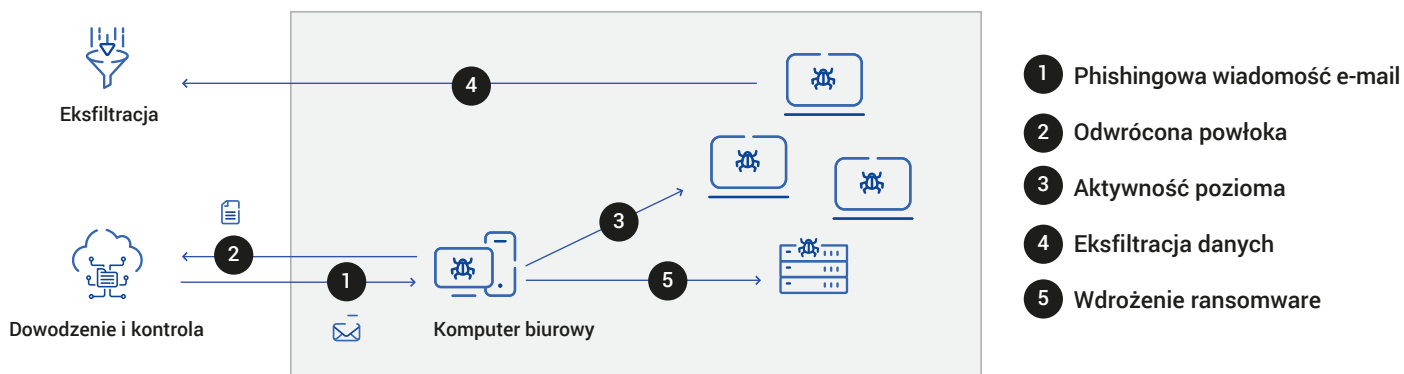 Eksfiltracja
4
2
1
3
5
Dowodzenie i kontrola
Komputer biurowy
1 Phishingowa wiadomość e-mail
2 Odwrócona powłoka
3 Aktywność pozioma
4 Eksfiltracja danych
5 Wdrożenie ransomware